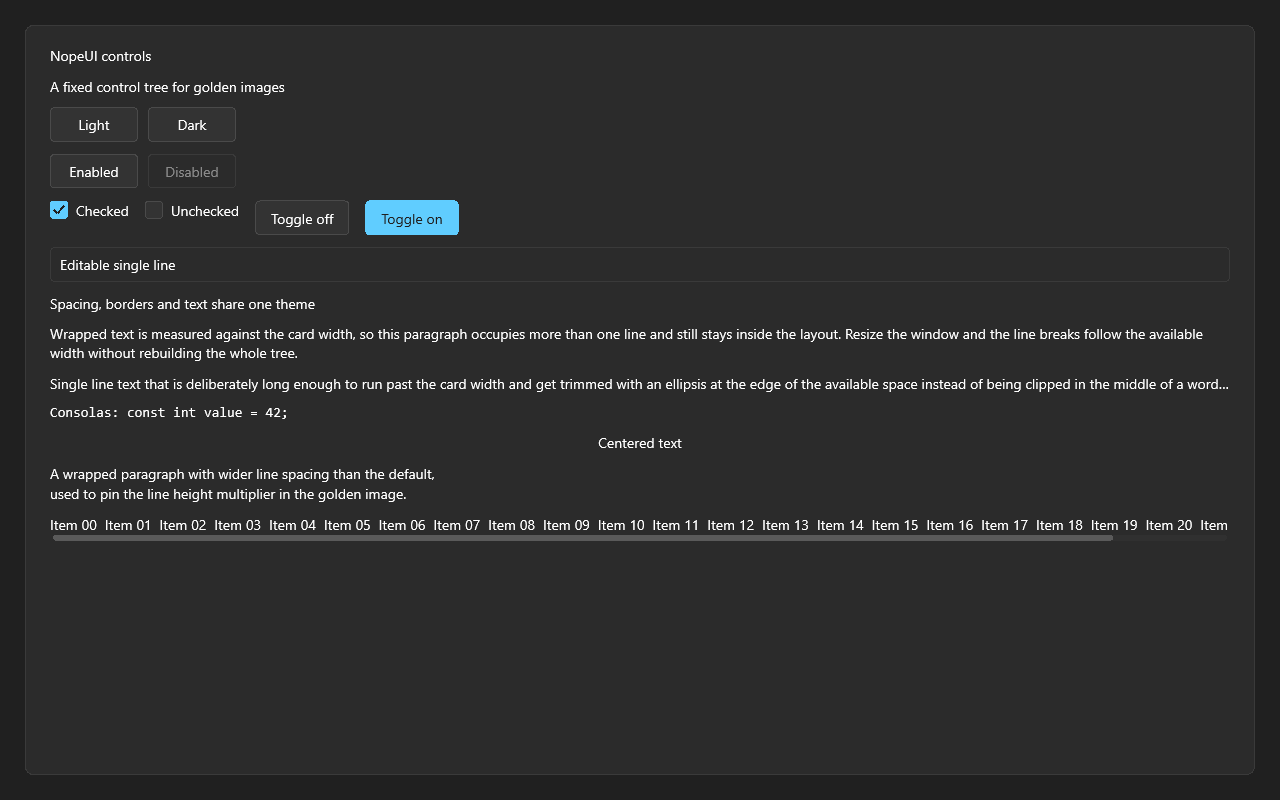 NopeUI controls
A fixed control tree for golden images
Light Dark
Enabled Disabled
Checked Unchecked Toggle off Toggle on
Editable single line
Spacing, borders and text share one theme
Wrapped text is measured against the card width, so this paragraph occupies more than one line and still stays inside the layout. Resize the window and the line breaks follow the available
width without rebuilding the whole tree.
Single line text that is deliberately long enough to run past the card width and get trimmed with an ellipsis at the edge of the available space instead of being clipped in the middle of a word...
Consolas: const int value = 42;
Centered text
A wrapped paragraph with wider line spacing than the default,
used to pin the line height multiplier in the golden image.
Item 00 Item 01 Item 02 Item 03 Item 04 Item 05 Item 06 Item 07 Item 08 Item 09 Item 10 Item 11 Item 12 Item 13 Item 14 Item 15 Item 16 Item 17 Item 18 Item 19 Item 20 Item